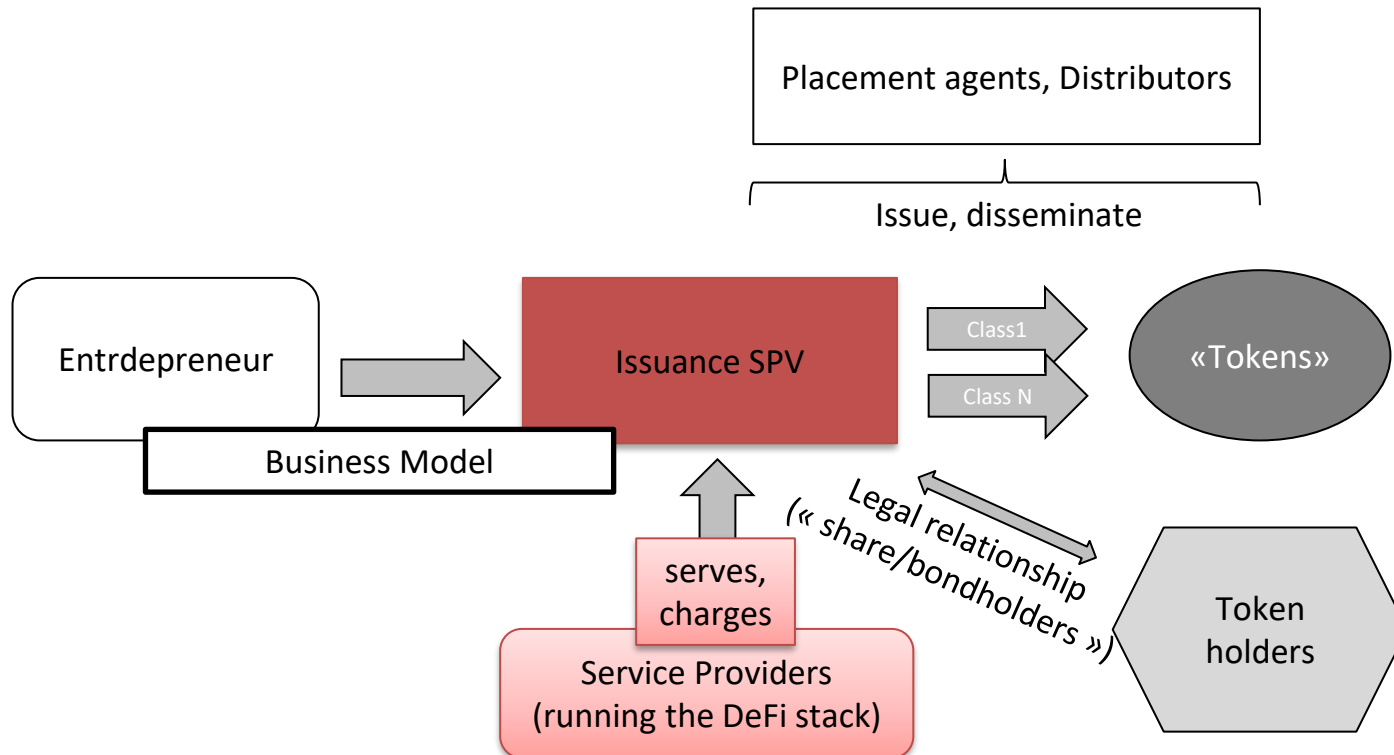 Placement agents, Distributors
Issue, disseminate
Entrdepreneur
Issuance SPV
Class1
Class N
«Tokens»
Business Model
Legal relationship
(« share/bondholders »)
serves,
charges
Service Providers
(running the DeFi stack)
Token
holders